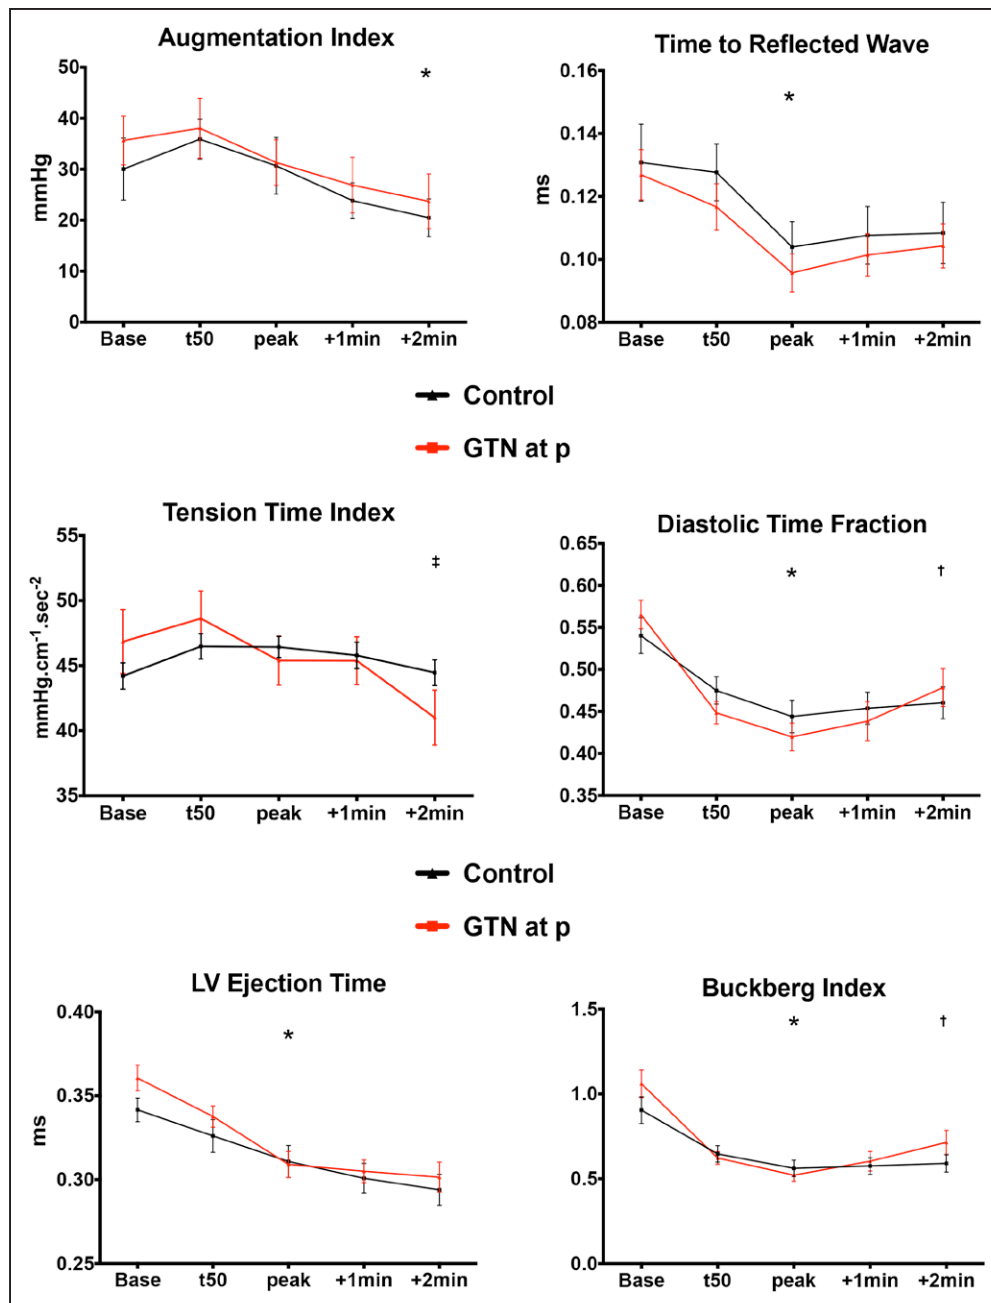 Augmentation Index
50
40
30
20
10
0
mmHg
*
Base t50 peak +1min +2min
Time to Reflected Wave
0.16
0.14
0.12
0.10
0.08
ms
*
Base t50 peak +1min +2min
Control
GTN at p
Tension Time Index
55
50
45
40
35
mmHg.cm⁻¹.sec⁻²
‡
Base t50 peak +1min +2min
Diastolic Time Fraction
0.65
0.60
0.55
0.50
0.45
0.40
0.35
* †
Base t50 peak +1min +2min
Control
GTN at p
LV Ejection Time
0.40
0.35
0.30
0.25
ms
*
Base t50 peak +1min +2min
Buckberg Index
1.5
1.0
0.5
0.0
* †
Base t50 peak +1min +2min